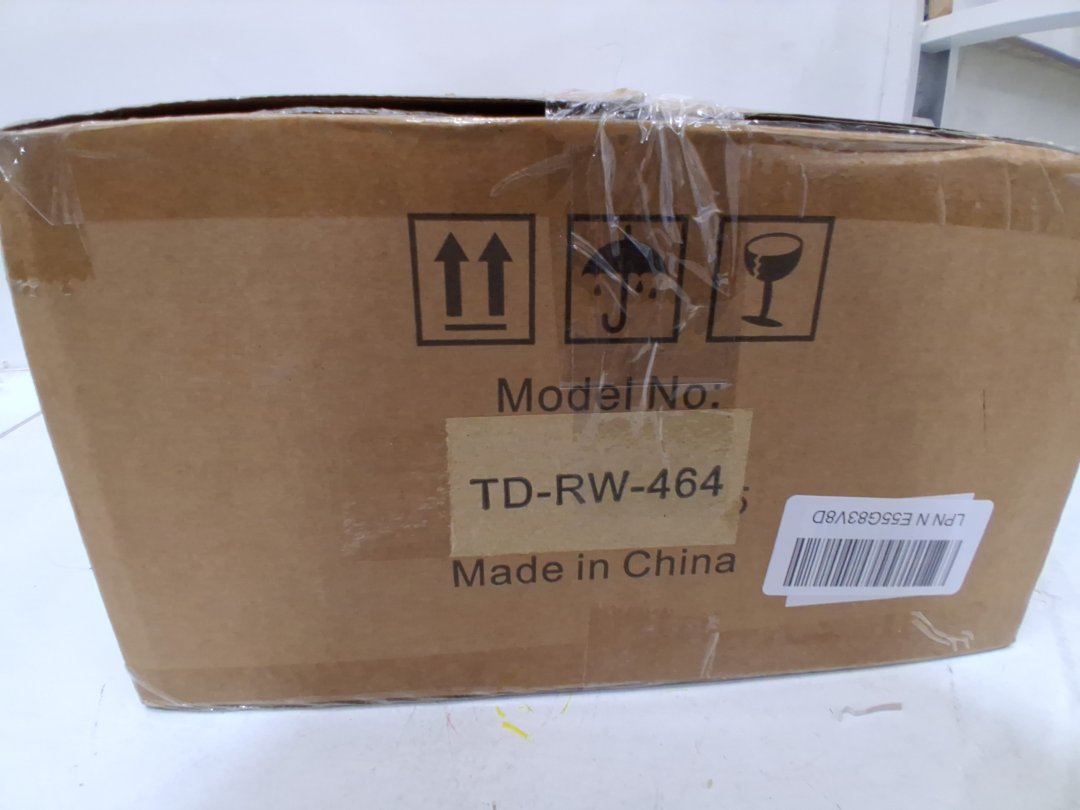 Model No:
TD-RW-464
Made in China
LPN N E55G83V8D